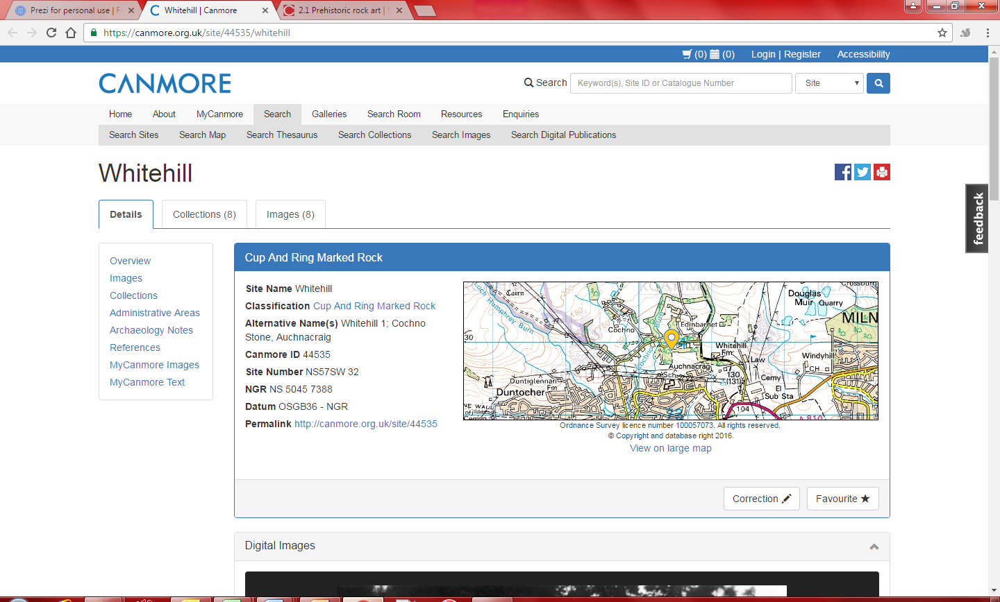 Prezi for personal use | F
Whitehill | Canmore
2.1 Prehistoric rock art | S
https://canmore.org.uk/site/44535/whitehill
(0) (0) Login | Register Accessibility
CANMORE
Search Keyword(s), Site ID or Catalogue Number Site
Home About MyCanmore Search Galleries Search Room Resources Enquiries
Search Sites Search Map Search Thesaurus Search Collections Search Images Search Digital Publications
Whitehill
feedback
Details Collections (8) Images (8)
Overview
Images
Collections
Administrative Areas
Archaeology Notes
References
MyCanmore Images
MyCanmore Text
Cup And Ring Marked Rock
Site Name Whitehill
Classification Cup And Ring Marked Rock
Alternative Name(s) Whitehill 1; Cochno
Stone, Auchnacraig
Canmore ID 44535
Site Number NS57SW 32
NGR NS 5045 7388
Datum OSGB36 - NGR
Permalink http://canmore.org.uk/site/44535
RCAHM
Crossburn
Cairn
200
Douglas
Muir Quarry
Loch Humphrey Burn
180
150
Edinbarnet
MILN
Cochno
30
Whitehill
Fm
Windyhill
Law
CH
Auchnacraig
Sch
130
(131)
Cemy
Duntiglennan
Fm
Duntocher
El
Sub Sta
104
A 810
Ordnance Survey licence number 100057073. All rights reserved.
© Copyright and database right 2016.
View on large map
Correction Favourite
Digital Images